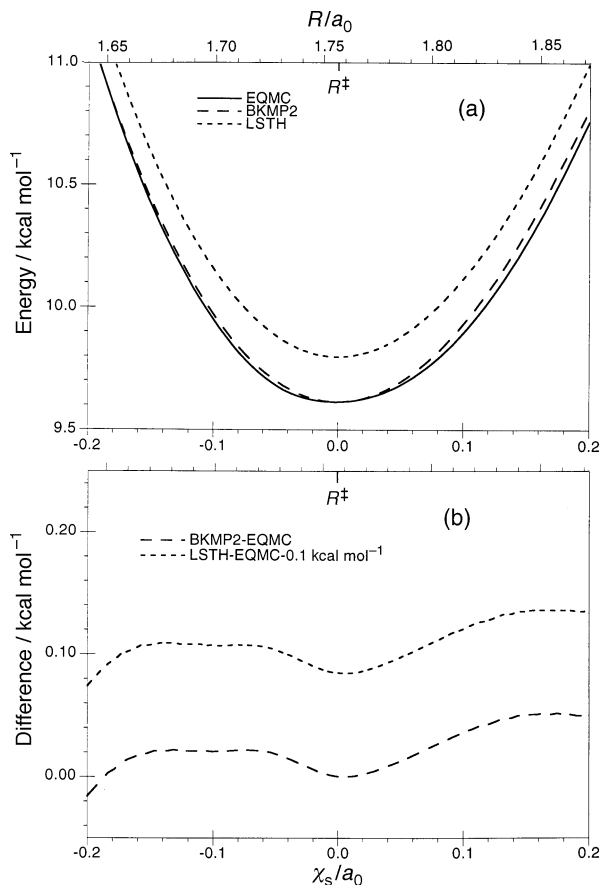 R/a₀
1.65 1.70 1.75 1.80 1.85
11.0
R‡
EQMC
(a)
BKMP2
LSTH
10.5
Energy / kcal mol⁻¹
10.0
9.5
-0.2 -0.1 0.0 0.1 0.2
R‡
(b)
0.20
BKMP2-EQMC
LSTH-EQMC-0.1 kcal mol⁻¹
Difference / kcal mol⁻¹
0.10
0.00
-0.2 -0.1 0.0 0.1 0.2
χₛ/a₀